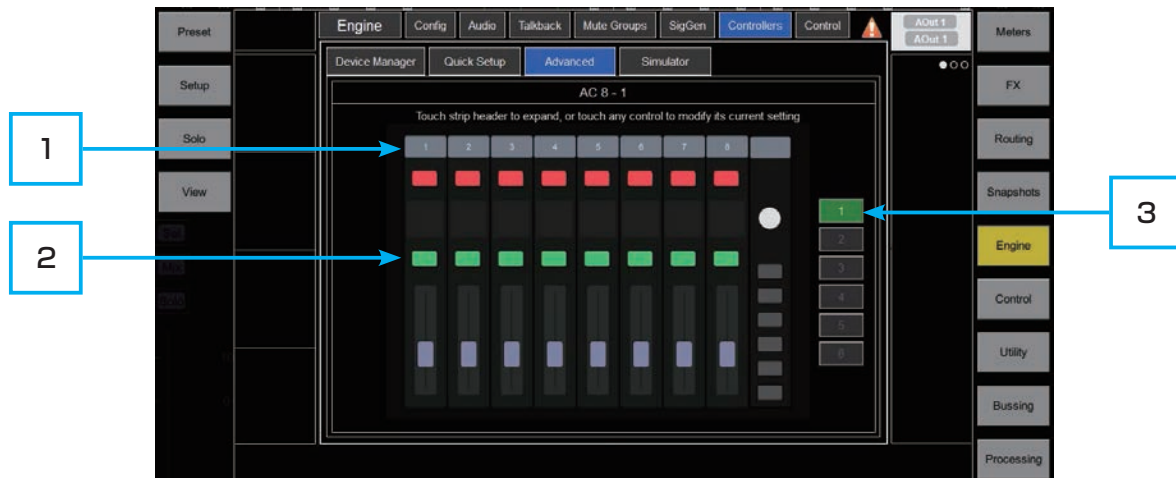 Preset
Setup
Solo
View
Engine Config Audio Talkback Mute Groups SigGen Controllers Control
AOut 1
AOut 1
Device Manager Quick Setup Advanced Simulator
AC 8 - 1
Touch strip header to expand, or touch any control to modify its current setting
1 2 3 4 5 6 7 8
1
2
3
4
5
6
Meters
FX
Routing
Snapshots
Engine
Control
Utility
Bussing
Processing
1
2
3
Sel
Mix
Solo